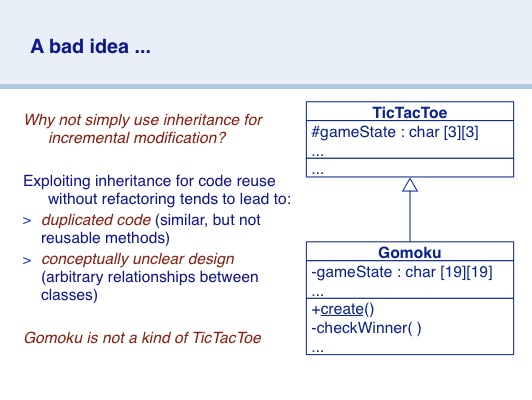 A bad idea ...
Why not simply use inheritance for
incremental modification?
Exploiting inheritance for code reuse
without refactoring tends to lead to:
> duplicated code (similar, but not
reusable methods)
> conceptually unclear design
(arbitrary relationships between
classes)
Gomoku is not a kind of TicTacToe
TicTacToe
#gameState : char [3][3]
...
...
Gomoku
-gameState : char [19][19]
...
+create()
-checkWinner( )
...